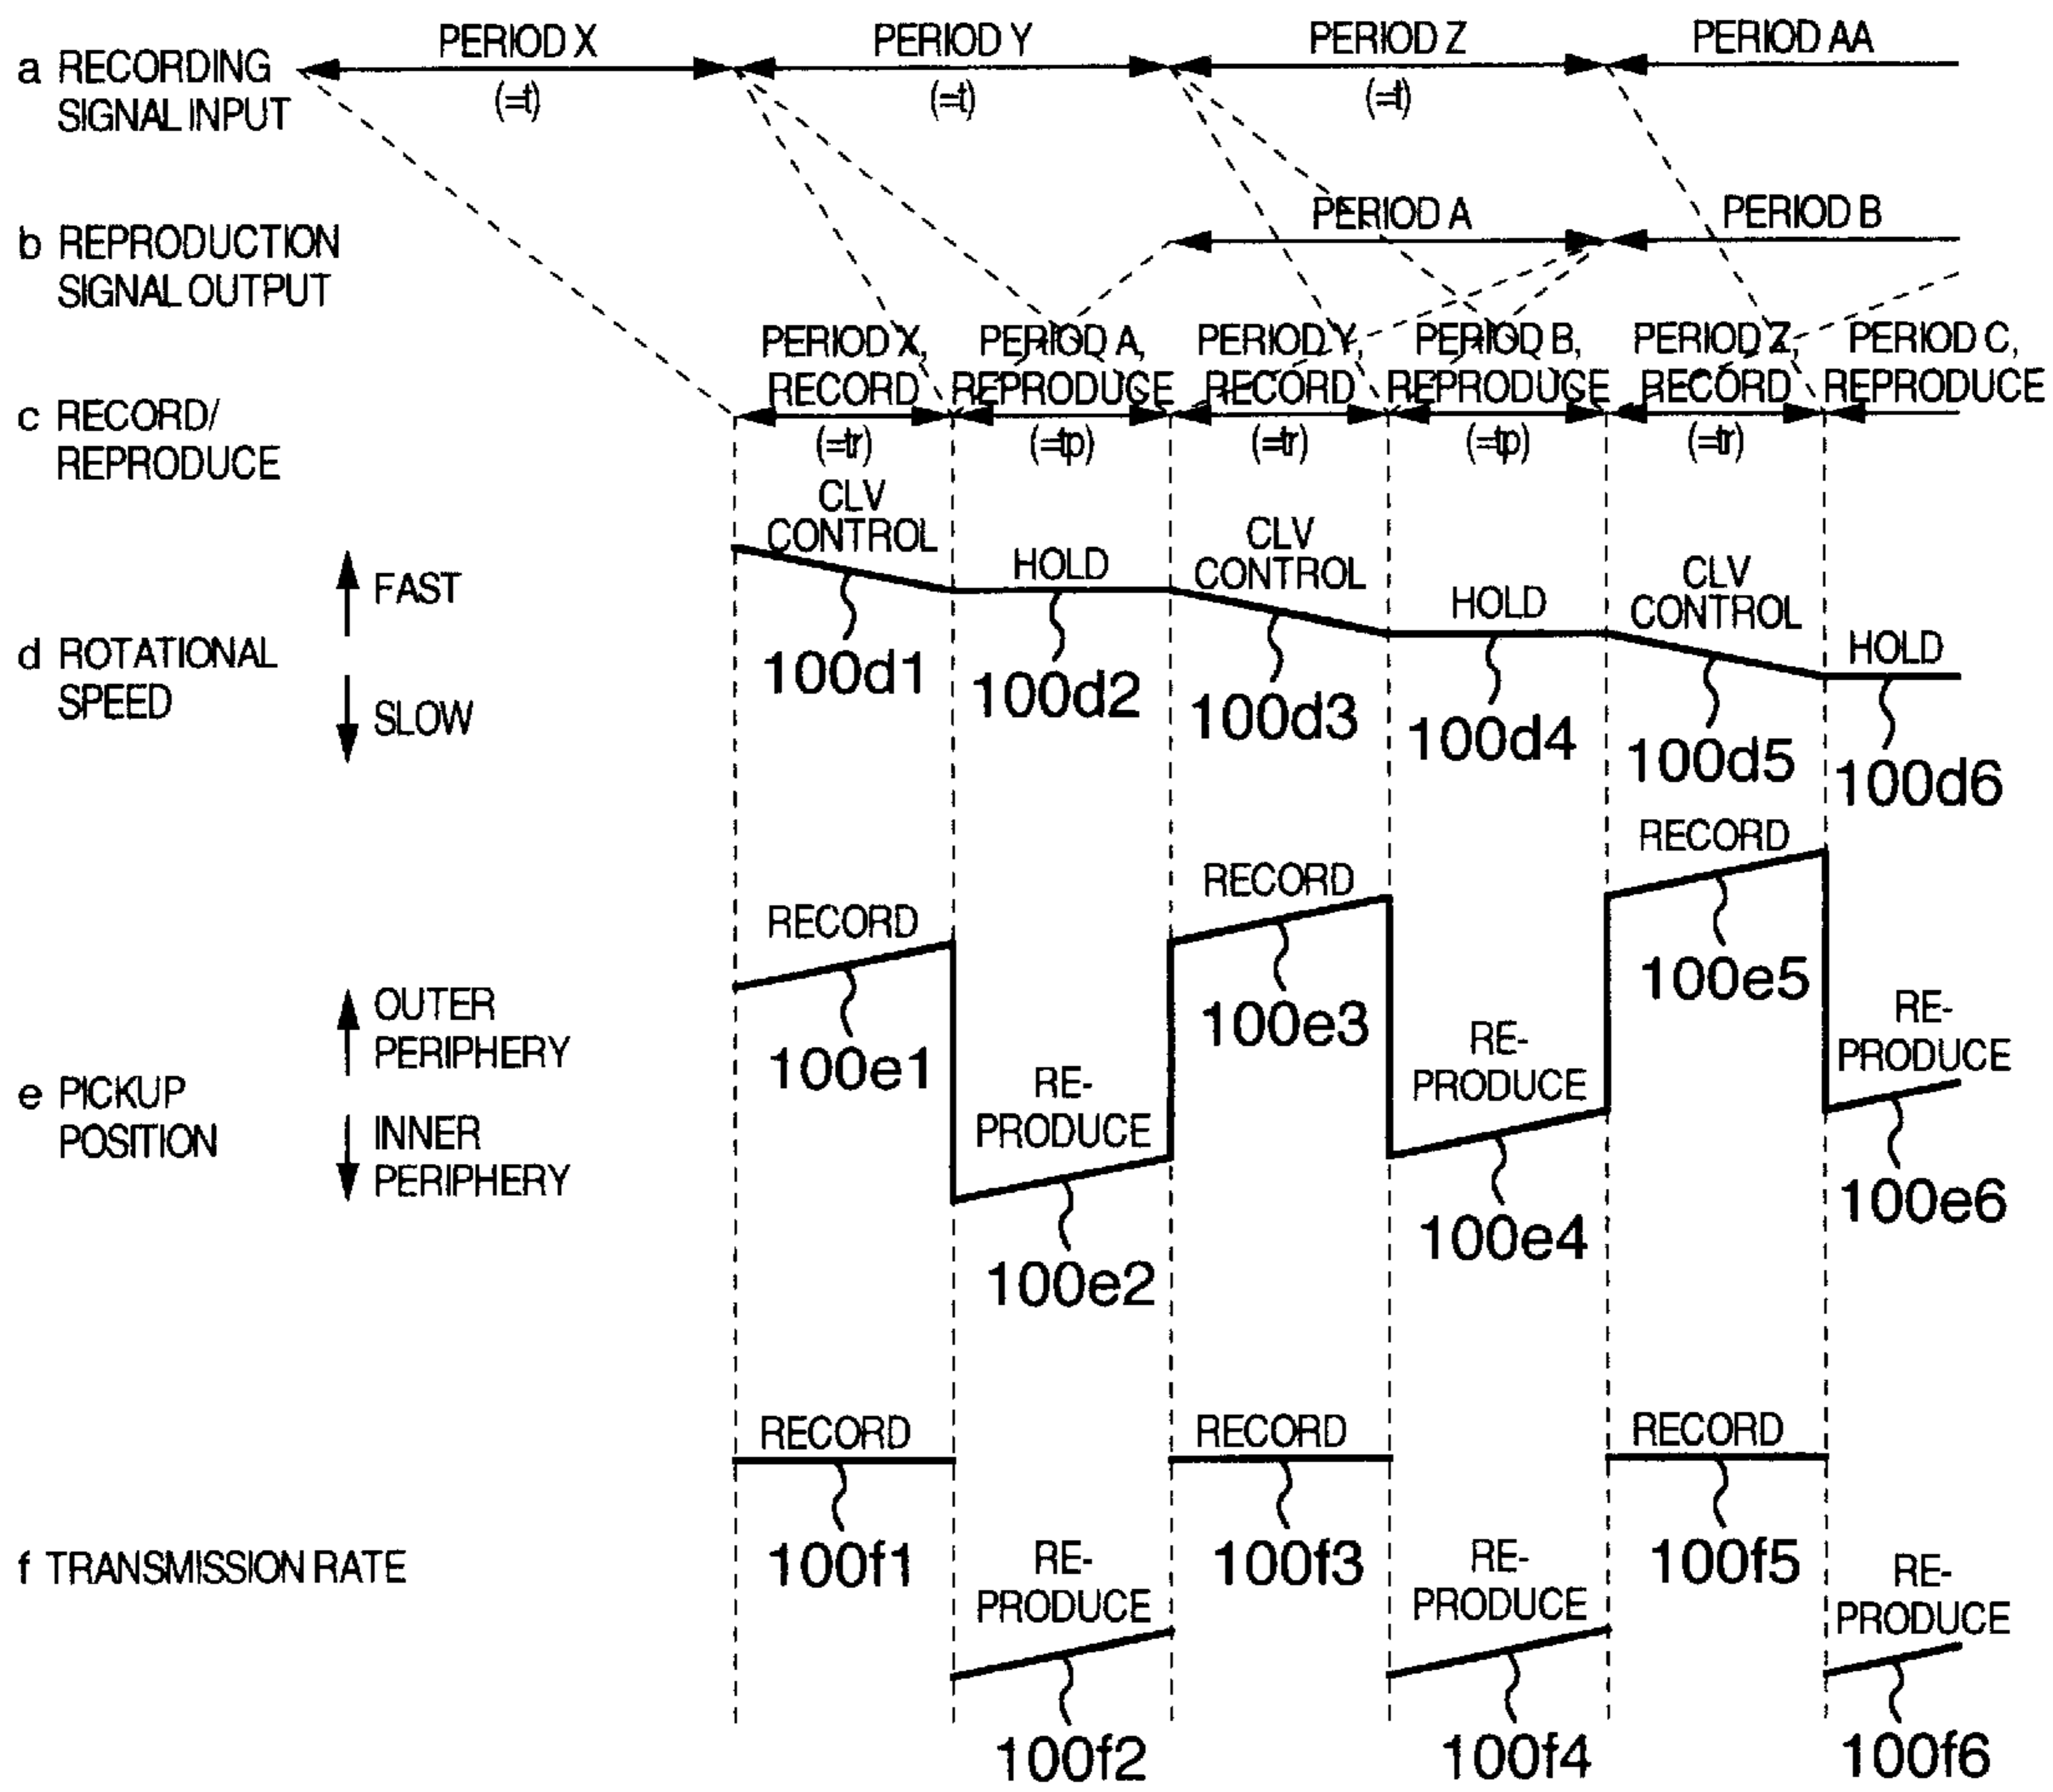 PERIOD X
PERIOD Y
PERIOD Z
PERIOD AA
a RECORDING
SIGNAL INPUT
(=t)
(=t)
(=t)
PERIOD A
PERIOD B
b REPRODUCTION
SIGNAL OUTPUT
PERIOD X,
RECORD
PERIOD A,
REPRODUCE
PERIOD Y,
RECORD
PERIOD B,
REPRODUCE
PERIOD Z,
RECORD
PERIOD C,
REPRODUCE
c RECORD/
REPRODUCE
(=tr)
(=tp)
(=tr)
(=tp)
(=tr)
CLV
CONTROL
HOLD
CLV
CONTROL
HOLD
CLV
CONTROL
HOLD
FAST
d ROTATIONAL
SPEED
SLOW
100d1
100d2
100d3
100d4
100d5
100d6
RECORD
RECORD
RECORD
OUTER
PERIPHERY
e PICKUP
POSITION
INNER
PERIPHERY
100e1
RE-
PRODUCE
100e2
100e3
RE-
PRODUCE
100e4
100e5
RE-
PRODUCE
100e6
RECORD
RECORD
RECORD
f TRANSMISSION RATE
100f1
RE-
PRODUCE
100f2
100f3
RE-
PRODUCE
100f4
100f5
RE-
PRODUCE
100f6